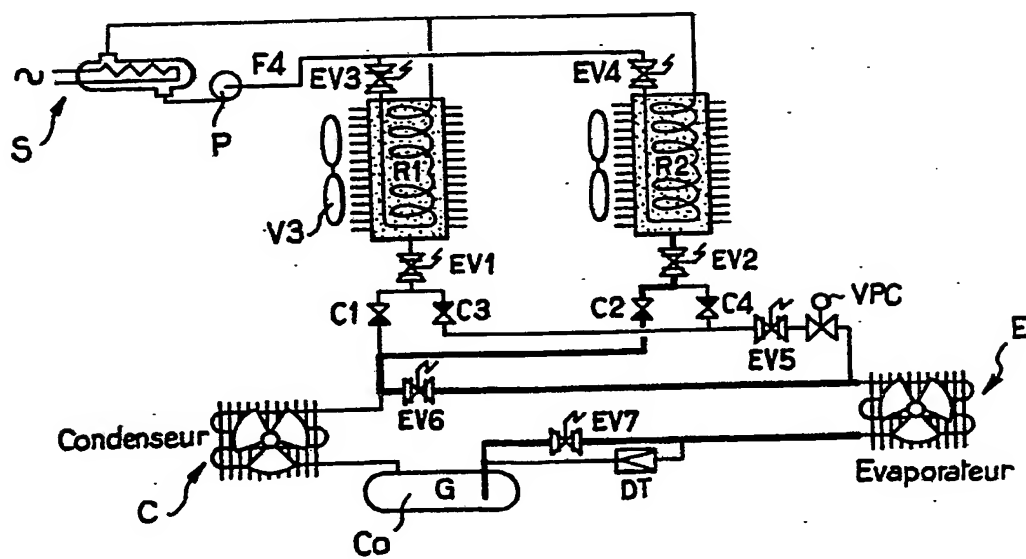 F4
EV3
EV4
S
P
R1
R2
V3
EV1
EV2
VPC
C1
C3
C2
C4
E
EV5
EV6
EV7
Condenseur
Evaporateur
G
DT
C
Co